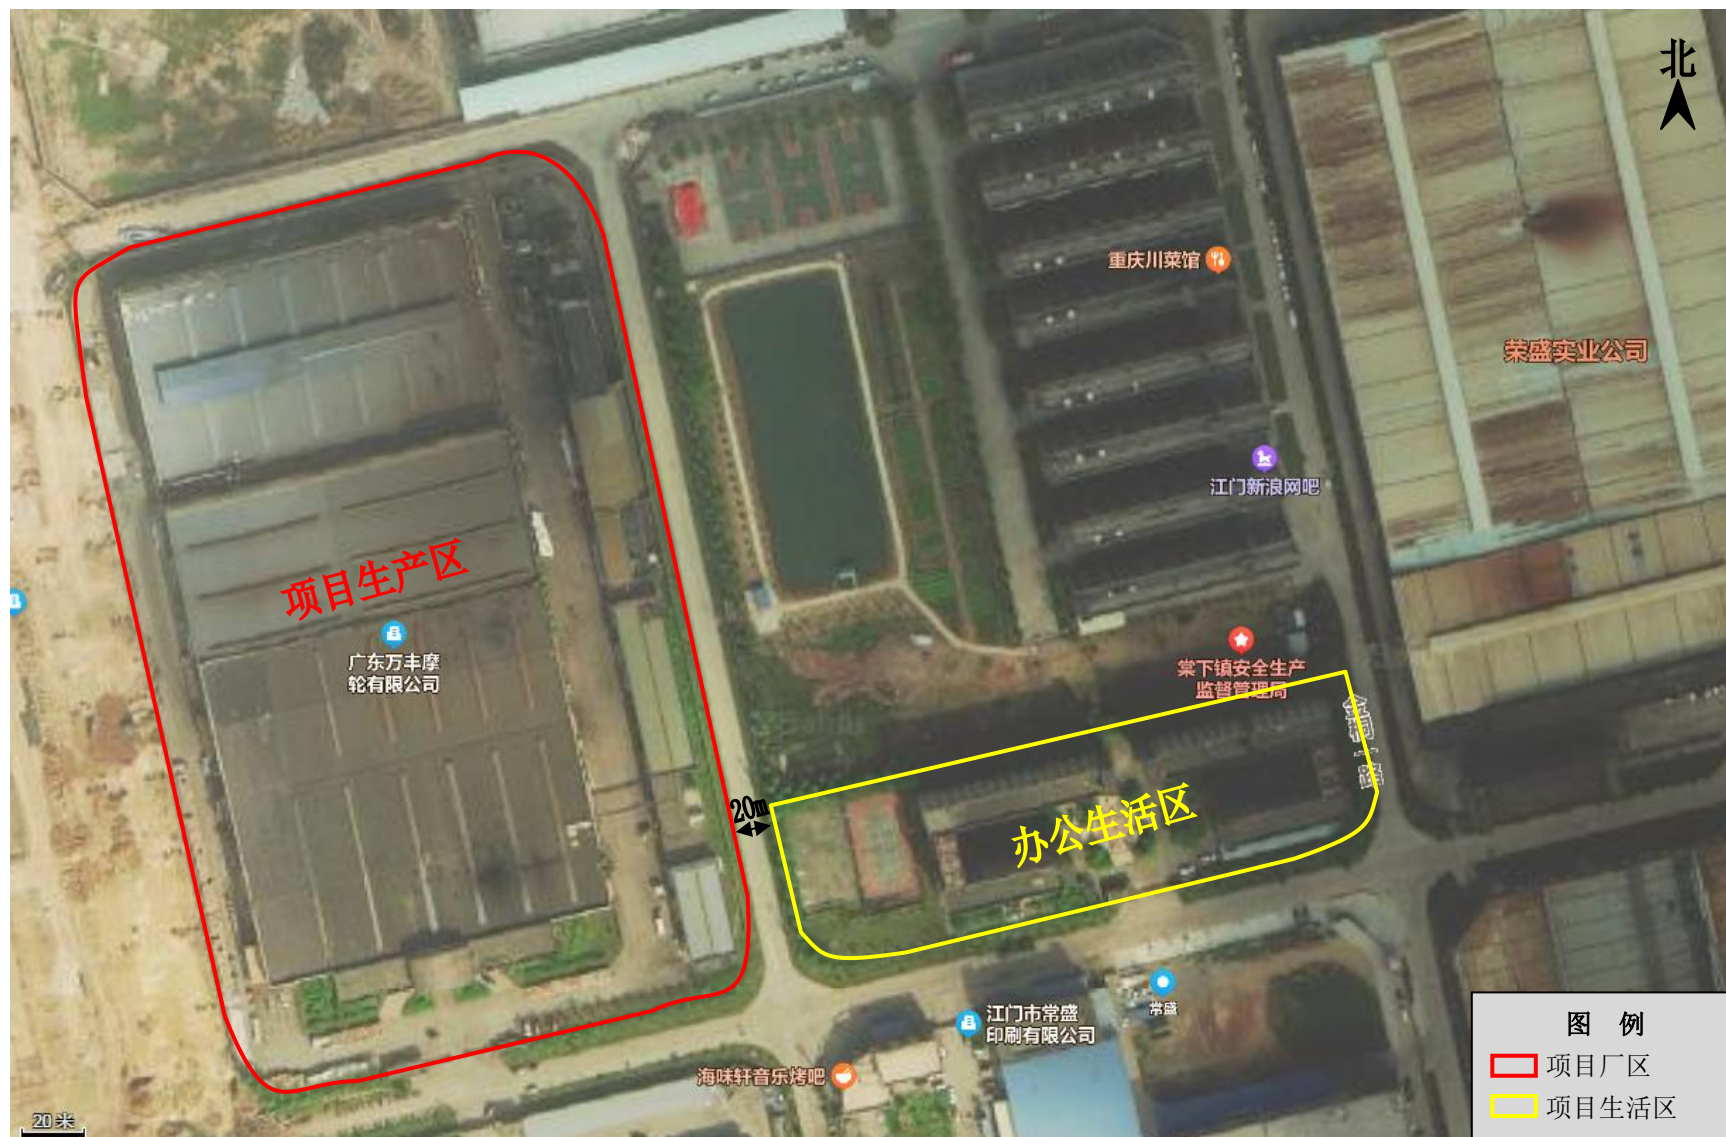 北
重庆川菜馆
荣盛实业公司
江门新浪网吧
项目生产区
广东万丰摩
轮有限公司
棠下镇安全生产
监督管理局
20m
办公生活区
江门市常盛
印刷有限公司
常盛
海味轩音乐烤吧
20 米
图 例
项目厂区
项目生活区